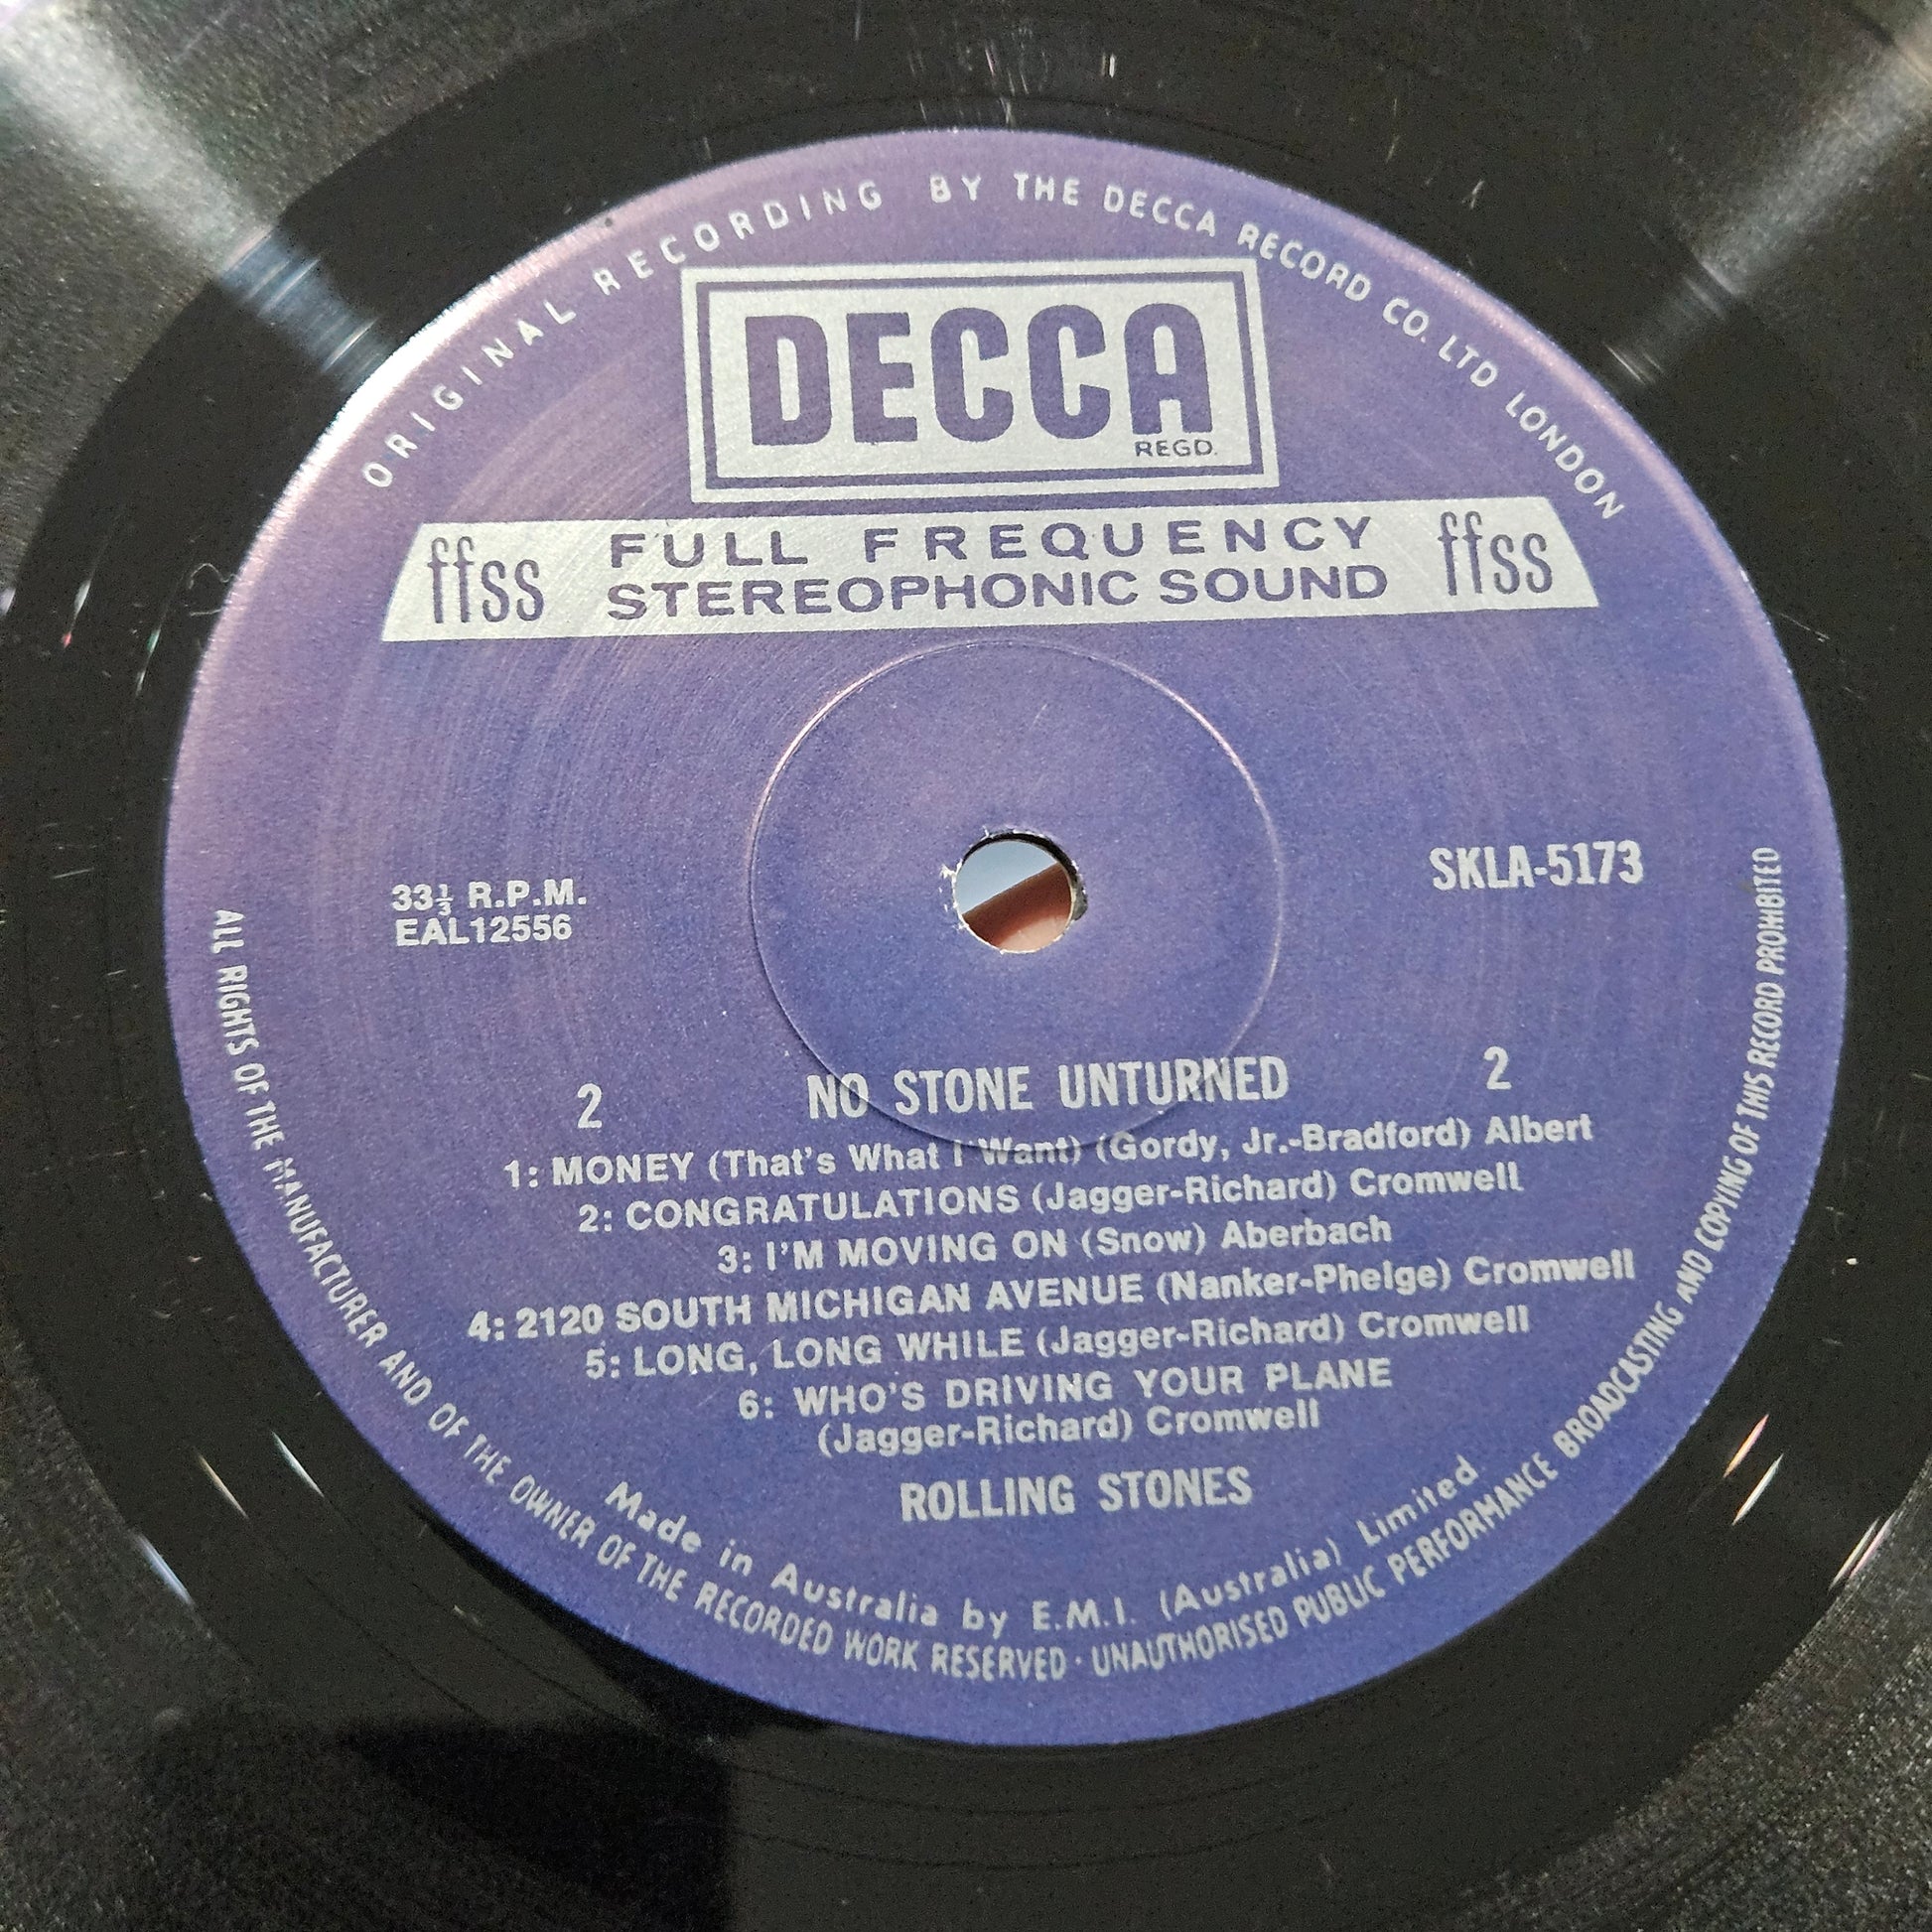 ORIGINAL RECORDING BY THE DECCA RECORD CO. LTD LONDON
DECCA
REGD.
ffss FULL FREQUENCY ffss
STEREOPHONIC SOUND
33⅓ R.P.M.
EAL12556
SKLA-5173
2 NO STONE UNTURNED 2
1: MONEY (That's What I Want) (Gordy, Jr.-Bradford) Albert
2: CONGRATULATIONS (Jagger-Richard) Cromwell
3: I'M MOVING ON (Snow) Aberbach
4: 2120 SOUTH MICHIGAN AVENUE (Nanker-Phelge) Cromwell
5: LONG, LONG WHILE (Jagger-Richard) Cromwell
6: WHO'S DRIVING YOUR PLANE
(Jagger-Richard) Cromwell
ROLLING STONES
Made in Australia by E.M.I. (Australia) Limited
ALL RIGHTS OF THE MANUFACTURER AND OF THE OWNER OF THE RECORDED WORK RESERVED · UNAUTHORISED PUBLIC PERFORMANCE BROADCASTING AND COPYING OF THIS RECORD PROHIBITED